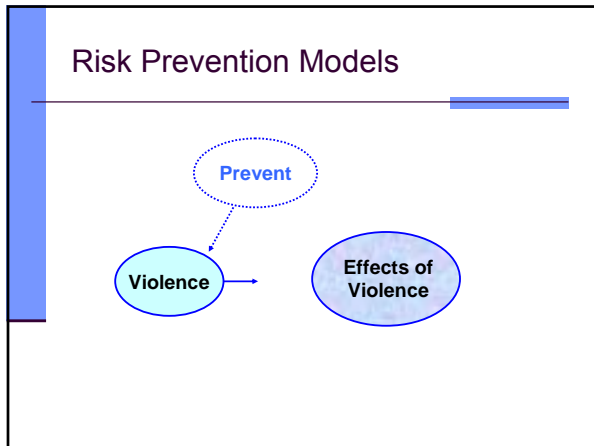 Risk Prevention Models
Prevent
Violence
Effects of
Violence